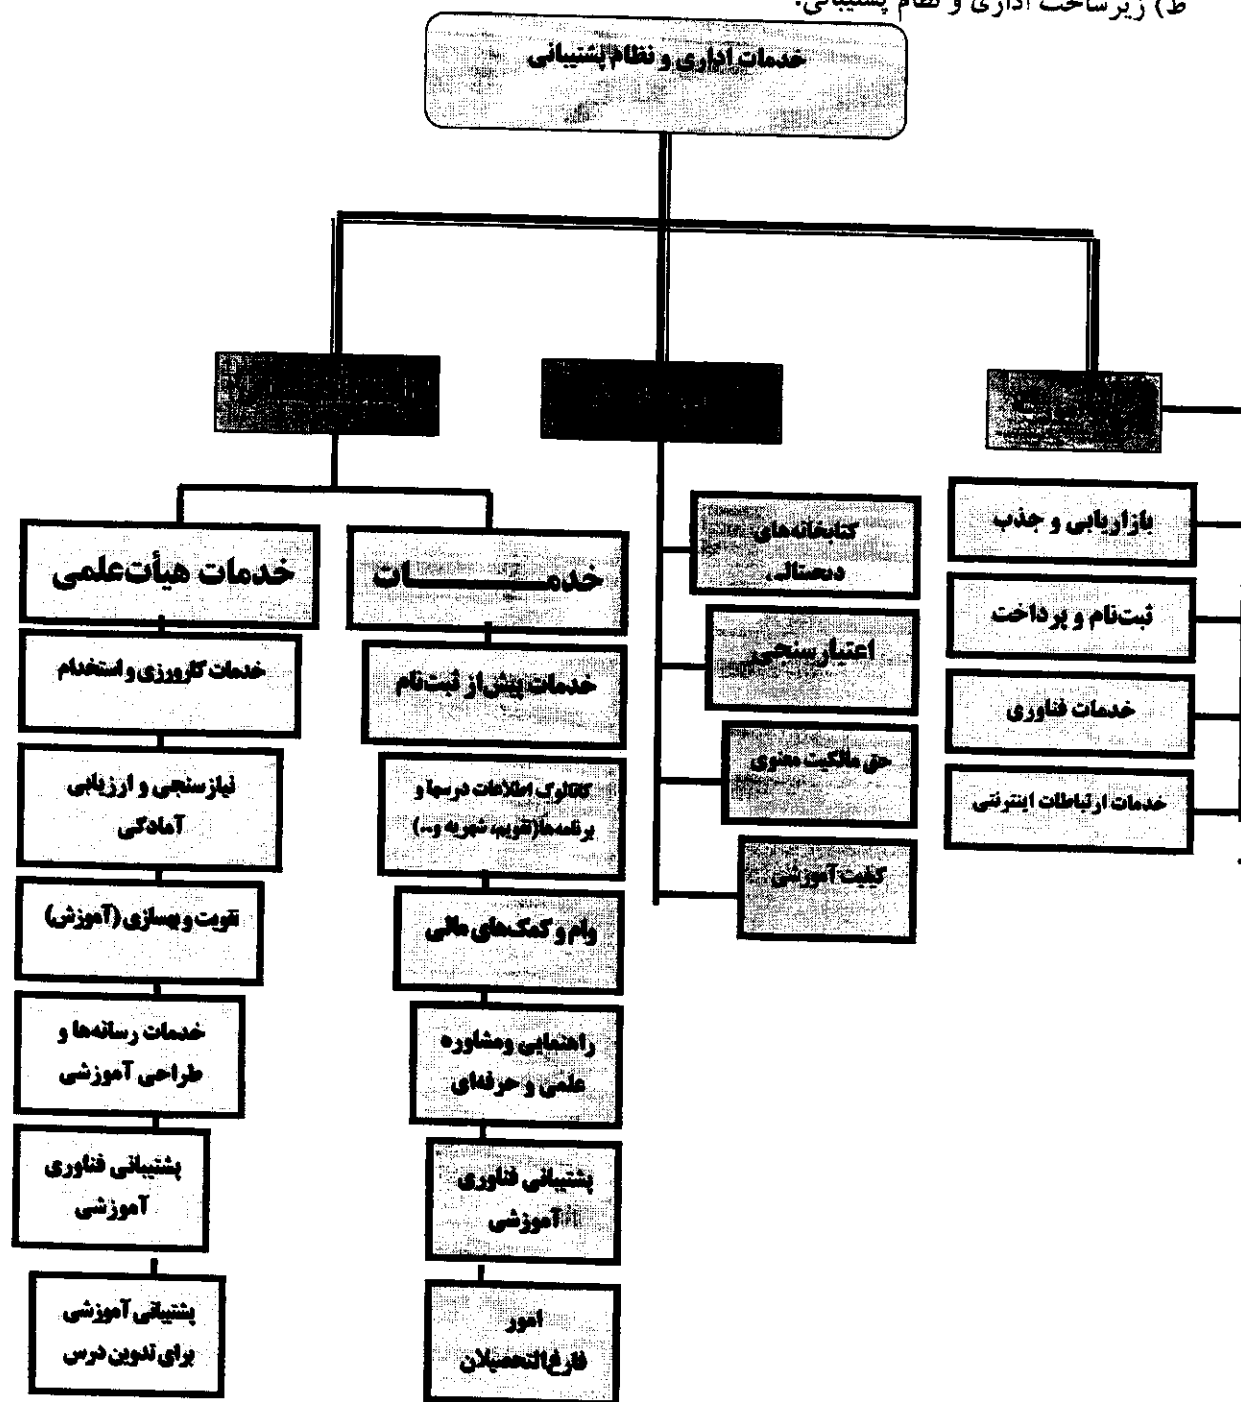 ط) زیرساخت اداری و نظام پشتیبانی:
خدمات اداری و نظام پشتیبانی
بازاریابی و جذب
ثبت‌نام و پرداخت
خدمات فناوری
خدمات ارتباطات اینترنتی
کتابخانه‌های
دیجیتالی
اعتبارسنجی
حق مالکیت معنوی
کیفیت آموزشی
خدمـــــــــات
خدمات پیش‌از ثبت‌نام
کاتالوگ اطلاعات درسها و
برنامه‌ها(تقویم، شهریه و...)
وام و کمک‌های مالی
راهنمایی ومشاوره
علمی و حرفه‌ای
پشتیبانی فناوری
آموزشی
امور
فارغ‌التحصیلان
خدمات هیأت‌علمی
خدمات کارورزی و استخدام
نیازسنجی و ارزیابی
آمادگی
تقویت و بهسازی (آموزش)
خدمات رسانه‌ها و
طراحی آموزشی
پشتیبانی فناوری
آموزشی
پشتیبانی آموزشی
برای تدوین درس